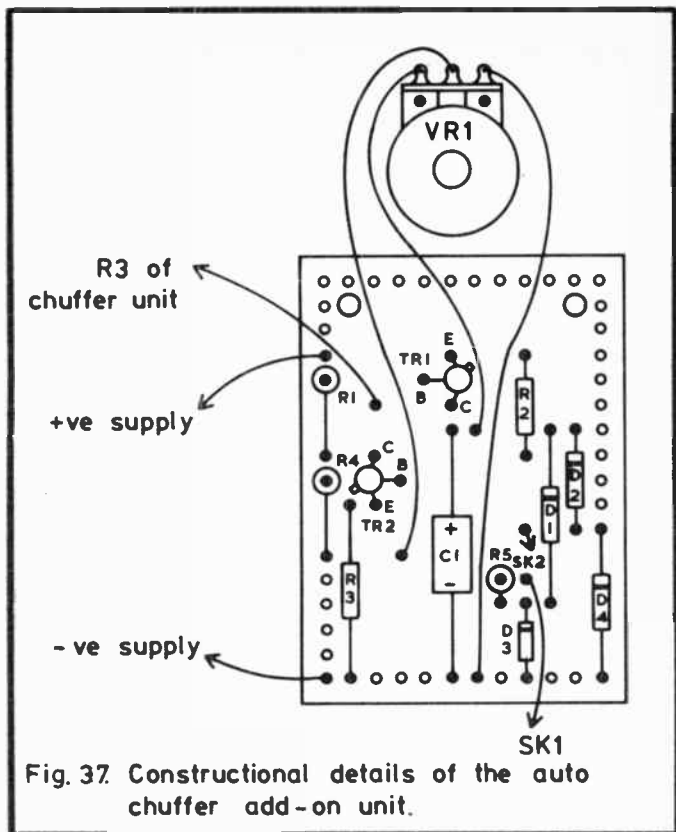 VR1
R3 of
chuffer unit
E
TR1
B
C
R2
R1
+ve supply
C
R4
B
E
TR2
D2
D1
+
C1
-
R5
SK2
R3
D4
D3
-ve supply
SK1
Fig. 37. Constructional details of the auto
chuffer add-on unit.